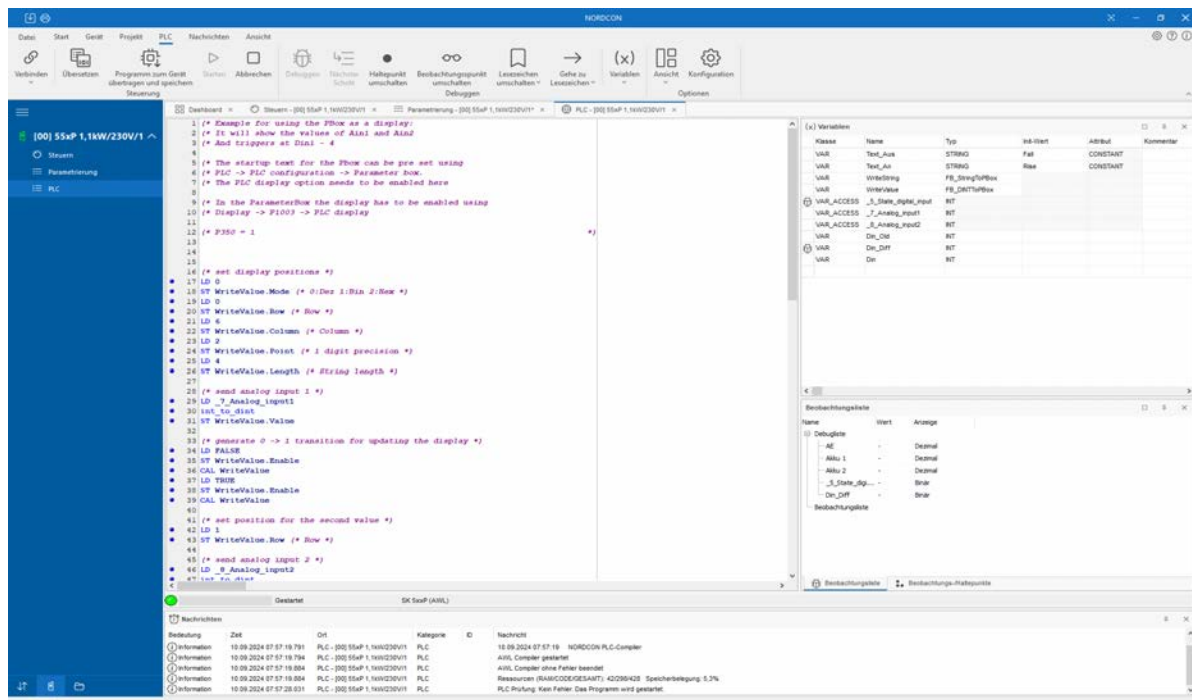 NORDCON
Datei Start Gerät Projekt PLC Nachrichten Ansicht
Verbinden Übersetzen Programm zum Gerät übertragen und speichern Starten Abbrechen Debuggen Nächster Schritt Haltepunkt umschalten Beobachtungspunkt umschalten Lesezeichen umschalten Gehe zu Lesezeichen Variablen Ansicht Konfiguration
Steuerung Debuggen Optionen
Dashboard × Steuern - [00] 55xP 1,1kW/230V/1 × Parametrierung - [00] 55xP 1,1kW/230V/1* × PLC - [00] 55xP 1,1kW/230V/1 ×
[00] 55xP 1,1kW/230V/1
Steuern
Parametrierung
PLC
1 (* Example for using the PBox as a display:
2 (* It will show the values of Ain1 and Ain2
3 (* And triggers at Din1 - 4
4
5 (* The startup text for the Pbox can be pre set using
6 (* PLC -> PLC configuration -> Parameter box.
7 (* The PLC display option needs to be enabled here
8
9 (* In the ParameterBox the display has to be enabled using
10 (* Display -> P1003 -> PLC display
11
12 (* P350 = 1 *)
13
14
15
16 (* set display positions *)
17 LD 0
18 ST WriteValue.Mode (* 0:Dez 1:Bin 2:Hex *)
19 LD 0
20 ST WriteValue.Row (* Row *)
21 LD 6
22 ST WriteValue.Column (* Column *)
23 LD 2
24 ST WriteValue.Point (* 1 digit precision *)
25 LD 4
26 ST WriteValue.Length (* String length *)
27
28 (* send analog input 1 *)
29 LD _7_Analog_input1
30 int_to_dint
31 ST WriteValue.Value
32
33 (* generate 0 -> 1 transition for updating the display *)
34 LD FALSE
35 ST WriteValue.Enable
36 CAL WriteValue
37 LD TRUE
38 ST WriteValue.Enable
39 CAL WriteValue
40
41 (* set position for the second value *)
42 LD 1
43 ST WriteValue.Row (* Row *)
44
45 (* send analog input 2 *)
46 LD _8_Analog_input2
47 int_to_dint
(x) Variablen
Klasse Name Typ Init-Wert Attribut Kommentar
VAR Text_Aus STRING Fall CONSTANT
VAR Text_An STRING Rise CONSTANT
VAR WriteString FB_StringToPBox
VAR WriteValue FB_DINTToPBox
VAR_ACCESS _5_State_digital_input INT
VAR_ACCESS _7_Analog_input1 INT
VAR_ACCESS _8_Analog_input2 INT
VAR Din_Old INT
VAR Din_Diff INT
VAR Din INT
Beobachtungsliste
Name Wert Anzeige
Debugliste
AE - Dezimal
Akku 1 - Dezimal
Akku 2 - Dezimal
_5_State_digi... - Binär
Din_Diff - Binär
Beobachtungsliste
Beobachtungsliste Beobachtungs-Haltepunkte
Gestartet SK 5xxP (AWL)
Nachrichten
Bedeutung Zeit Ort Kategorie ID Nachricht
Information 10.09.2024 07:57:19.791 PLC - [00] 55xP 1,1kW/230V/1 PLC 10.09.2024 07:57:19 NORDCON PLC-Compiler
Information 10.09.2024 07:57:19.794 PLC - [00] 55xP 1,1kW/230V/1 PLC AWL Compiler gestartet
Information 10.09.2024 07:57:19.884 PLC - [00] 55xP 1,1kW/230V/1 PLC AWL Compiler ohne Fehler beendet
Information 10.09.2024 07:57:19.884 PLC - [00] 55xP 1,1kW/230V/1 PLC Ressourcen (RAM/CODE/GESAMT): 42/298/428 Speicherbelegung: 5,3%
Information 10.09.2024 07:57:28.031 PLC - [00] 55xP 1,1kW/230V/1 PLC PLC Prüfung: Kein Fehler. Das Programm wird gestartet.